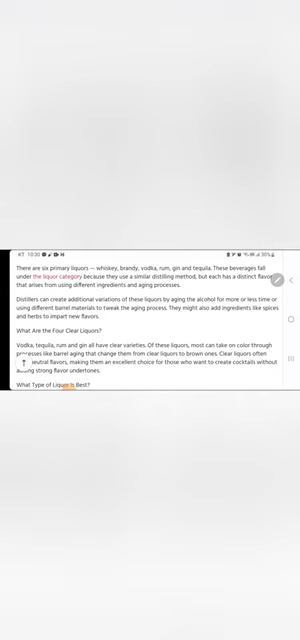 KT 10:30
30%
There are six primary liquors — whiskey, brandy, vodka, rum, gin and tequila. These beverages fall
under the liquor category because they use a similar distilling method, but each has a distinct flavor
that arises from using different ingredients and aging processes.
Distillers can create additional variations of these liquors by aging the alcohol for more or less time or
using different barrel materials to tweak the aging process. They might also add ingredients like spices
and herbs to impart new flavors.
What Are the Four Clear Liquors?
Vodka, tequila, rum and gin all have clear varieties. Of these liquors, most can take on color through
processes like barrel aging that change them from clear liquors to brown ones. Clear liquors often
neutral flavors, making them an excellent choice for those who want to create cocktails without
strong flavor undertones.
What Type of Liquor Is Best?